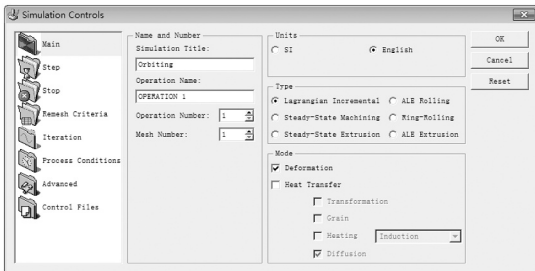 Simulation Controls
Main
Step
Stop
Remesh Criteria
Iteration
Process Conditions
Advanced
Control Files
Name and Number
Simulation Title:
Orbiting
Operation Name:
OPERATION 1
Operation Number: 1
Mesh Number: 1
Units
SI English
Type
Lagrangian Incremental ALE Rolling
Steady-State Machining Ring-Rolling
Steady-State Extrusion ALE Extrusion
Mode
Deformation
Heat Transfer
Transformation
Grain
Heating Induction
Diffusion
OK
Cancel
Reset